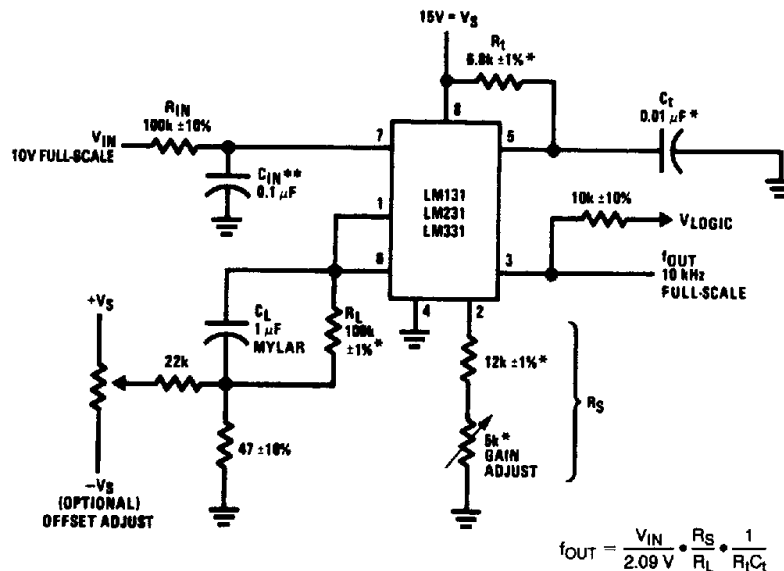 15V = VS
Rt
6.8k ±1% *
8
Ct
0.01 µF *
RIN
100k ±10%
VIN
10V FULL-SCALE
7
5
CIN**
0.1 µF
LM131
LM231
LM331
1
10k ±10%
VLOGIC
6
3
fOUT
10 kHz
FULL-SCALE
4
2
+VS
CL
1 µF
MYLAR
RL
100k
±1% *
22k
12k ±1% *
RS
5k*
GAIN
ADJUST
47 ±10%
−VS
(OPTIONAL)
OFFSET ADJUST
fOUT = VIN / 2.09 V • RS / RL • 1 / RtCt